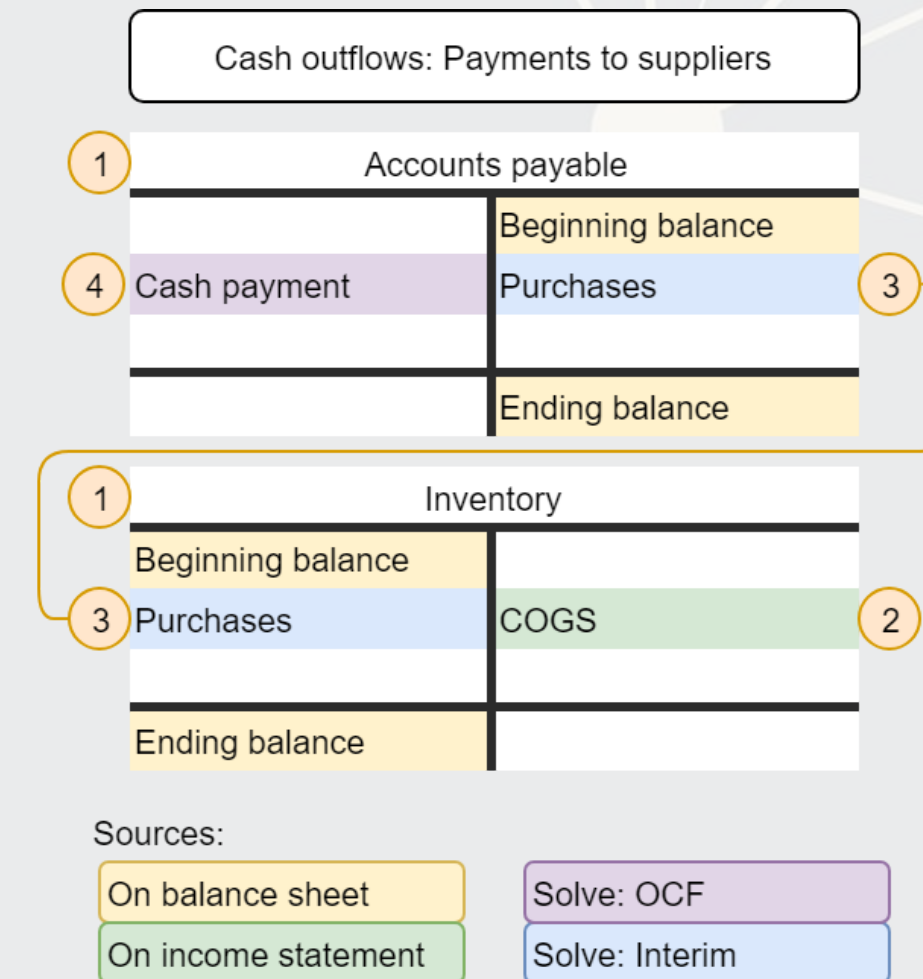 Cash outflows: Payments to suppliers
1 Accounts payable
Beginning balance
4 Cash payment Purchases 3
Ending balance
1 Inventory
Beginning balance
3 Purchases COGS 2
Ending balance
Sources:
On balance sheet Solve: OCF
On income statement Solve: Interim